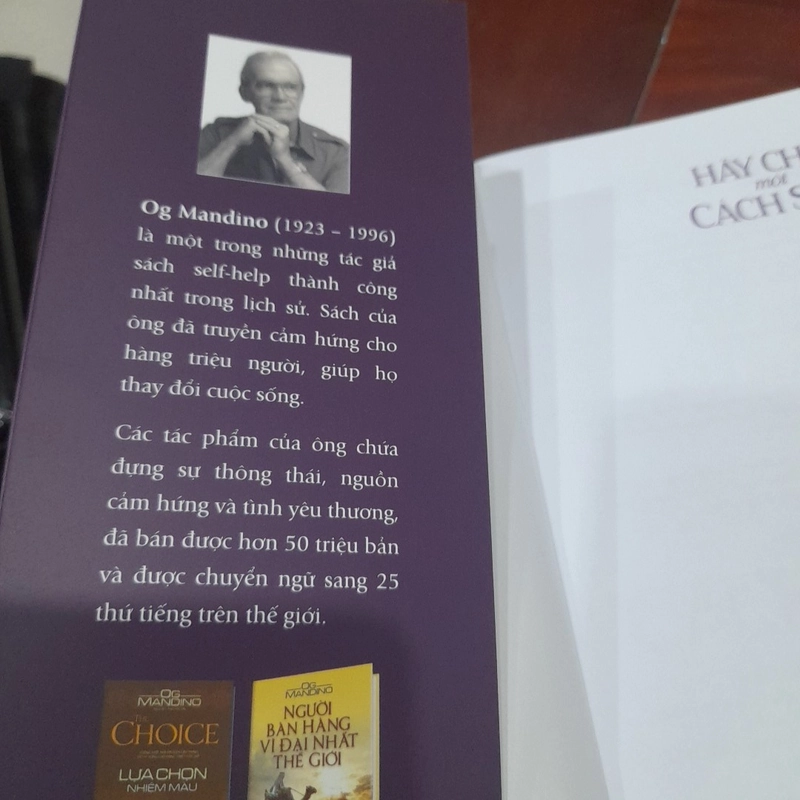 Og Mandino (1923 – 1996)
là một trong những tác giả
sách self-help thành công
nhất trong lịch sử. Sách của
ông đã truyền cảm hứng cho
hàng triệu người, giúp họ
thay đổi cuộc sống.
Các tác phẩm của ông chứa
đựng sự thông thái, nguồn
cảm hứng và tình yêu thương,
đã bán được hơn 50 triệu bản
và được chuyển ngữ sang 25
thứ tiếng trên thế giới.
OG
MANDINO
THE
CHOICE
LỰA CHỌN
NHIỆM MÀU
OG
MANDINO
NGƯỜI
BÁN HÀNG
VĨ ĐẠI NHẤT
THẾ GIỚI
HÃY CH
một
CÁCH S